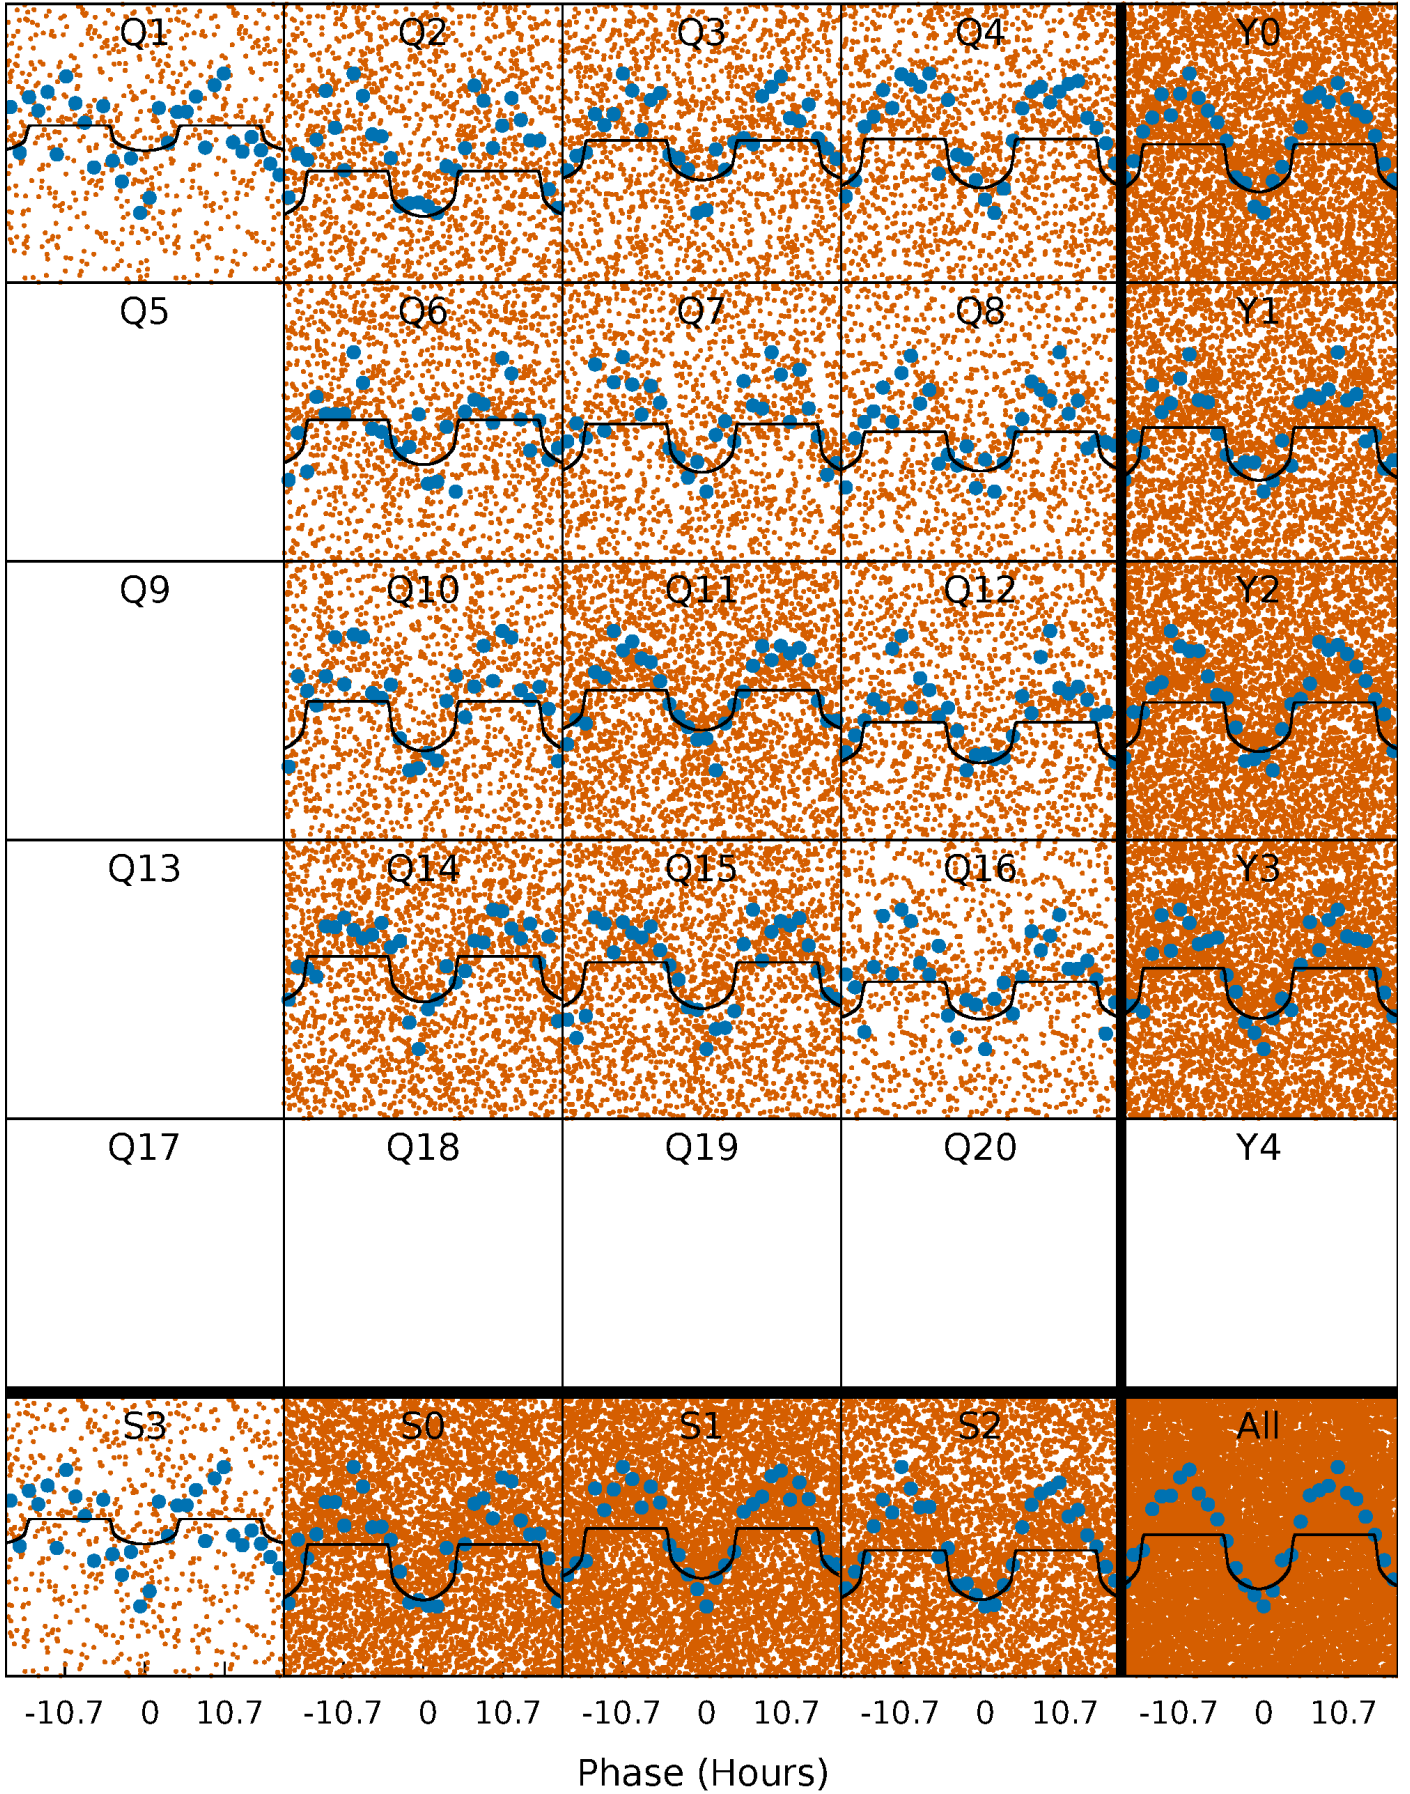 Q1 Q2 Q3 Q4 Y0
Q5 Q6 Q7 Q8 Y1
Q9 Q10 Q11 Q12 Y2
Q13 Q14 Q15 Q16 Y3
Q17 Q18 Q19 Q20 Y4
S3 S0 S1 S2 All
-10.7 0 10.7 -10.7 0 10.7 -10.7 0 10.7 -10.7 0 10.7 -10.7 0 10.7
Phase (Hours)